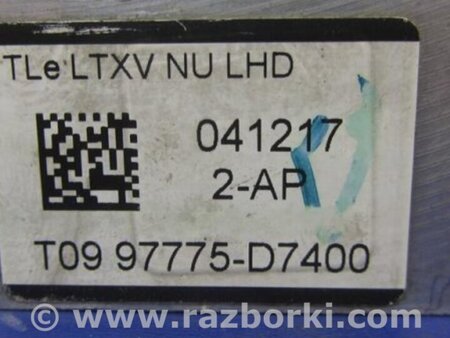 TLe LTXV NU LHD
041217
2-AP
T09 97775-D7400
www.razborki.com